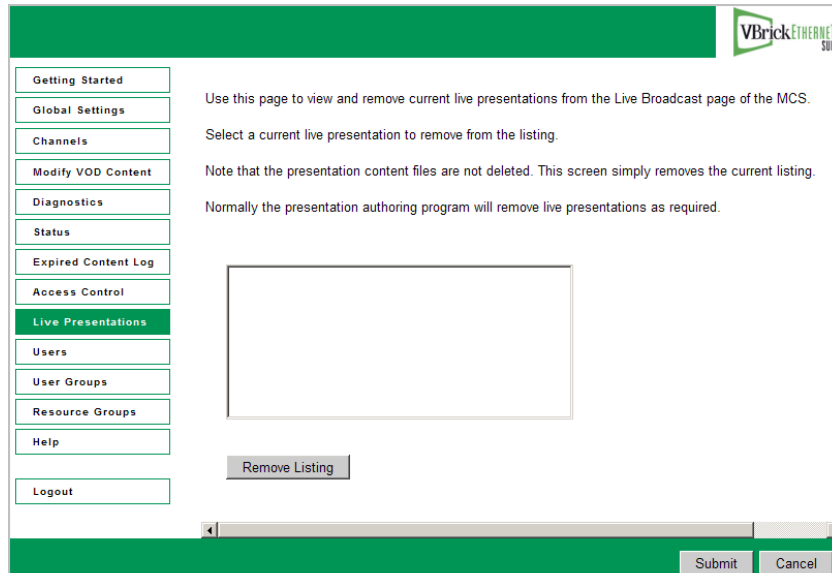 VBrick ETHERNE
Getting Started
Global Settings
Channels
Modify VOD Content
Diagnostics
Status
Expired Content Log
Access Control
Live Presentations
Users
User Groups
Resource Groups
Help
Logout
Use this page to view and remove current live presentations from the Live Broadcast page of the MCS.
Select a current live presentation to remove from the listing.
Note that the presentation content files are not deleted. This screen simply removes the current listing.
Normally the presentation authoring program will remove live presentations as required.
Remove Listing
Submit Cancel